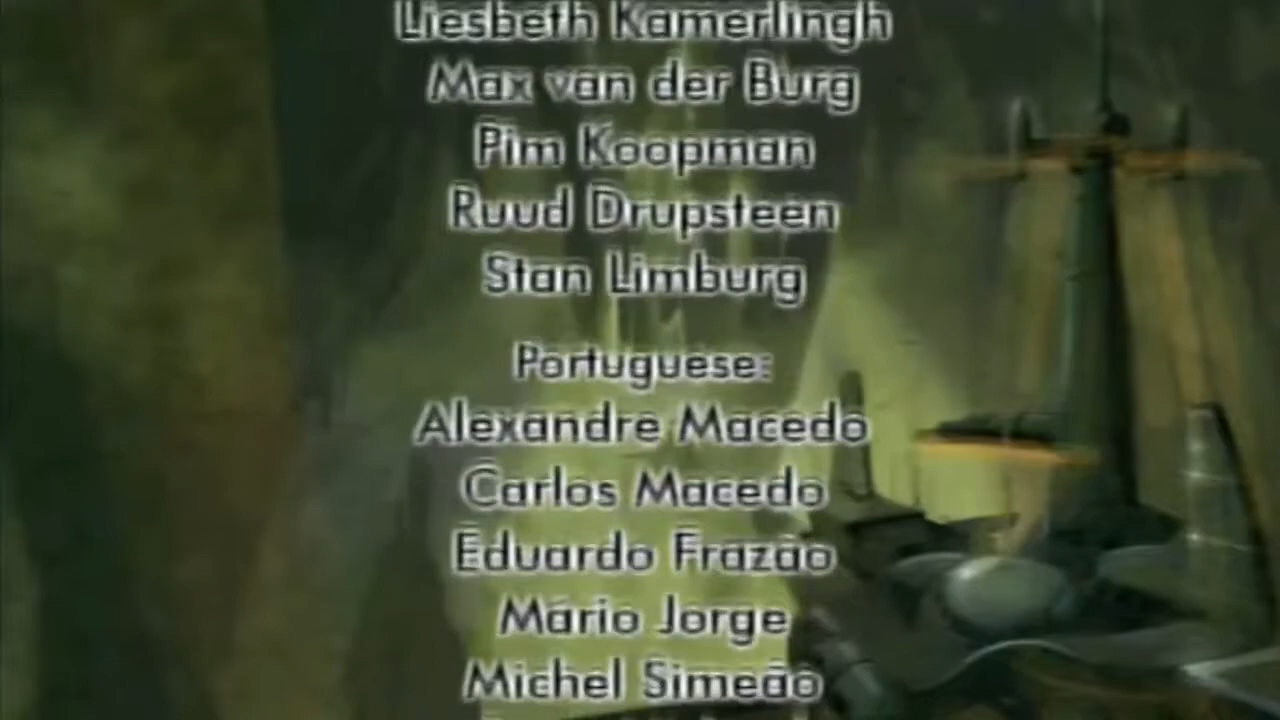 Liesbeth Kamerlingh
Max van der Burg
Pim Koopman
Ruud Drupsteen
Stan Limburg
Portuguese:
Alexandre Macedo
Carlos Macedo
Eduardo Frazão
Mário Jorge
Michel Simeão